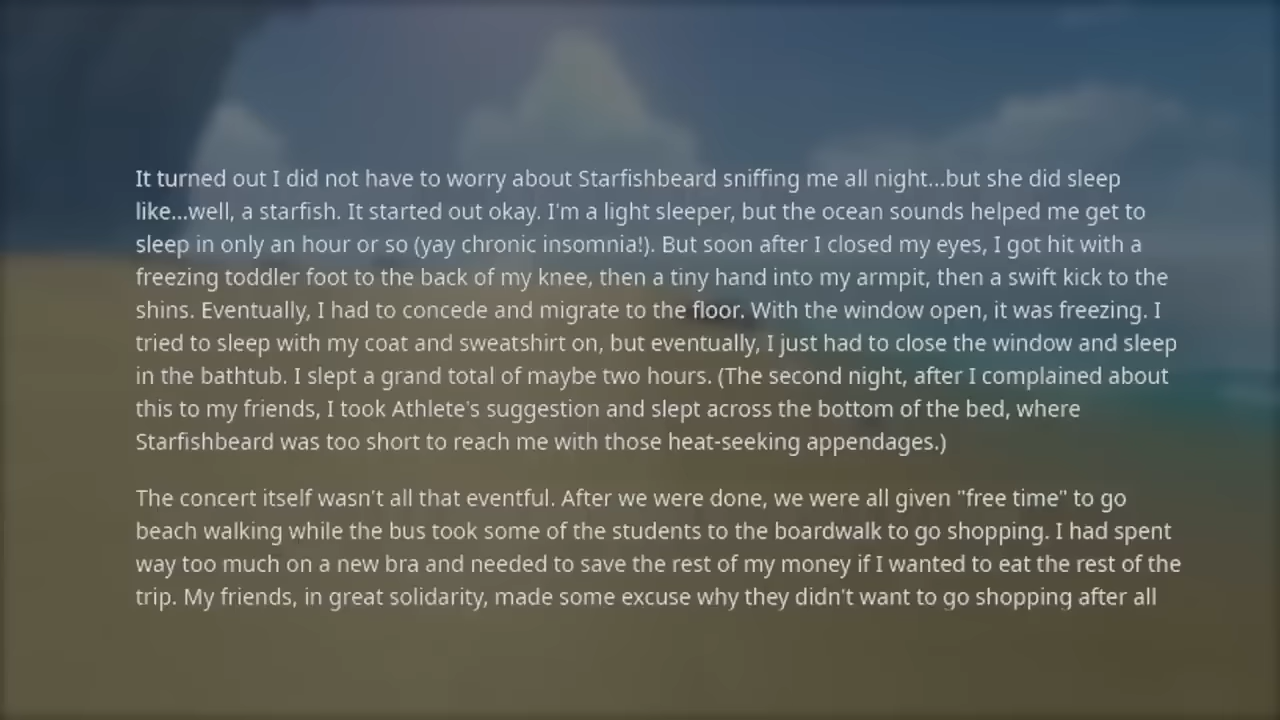 It turned out I did not have to worry about Starfishbeard sniffing me all night...but she did sleep
like...well, a starfish. It started out okay. I'm a light sleeper, but the ocean sounds helped me get to
sleep in only an hour or so (yay chronic insomnia!). But soon after I closed my eyes, I got hit with a
freezing toddler foot to the back of my knee, then a tiny hand into my armpit, then a swift kick to the
shins. Eventually, I had to concede and migrate to the floor. With the window open, it was freezing. I
tried to sleep with my coat and sweatshirt on, but eventually, I just had to close the window and sleep
in the bathtub. I slept a grand total of maybe two hours. (The second night, after I complained about
this to my friends, I took Athlete's suggestion and slept across the bottom of the bed, where
Starfishbeard was too short to reach me with those heat-seeking appendages.)
The concert itself wasn't all that eventful. After we were done, we were all given "free time" to go
beach walking while the bus took some of the students to the boardwalk to go shopping. I had spent
way too much on a new bra and needed to save the rest of my money if I wanted to eat the rest of the
trip. My friends, in great solidarity, made some excuse why they didn't want to go shopping after all